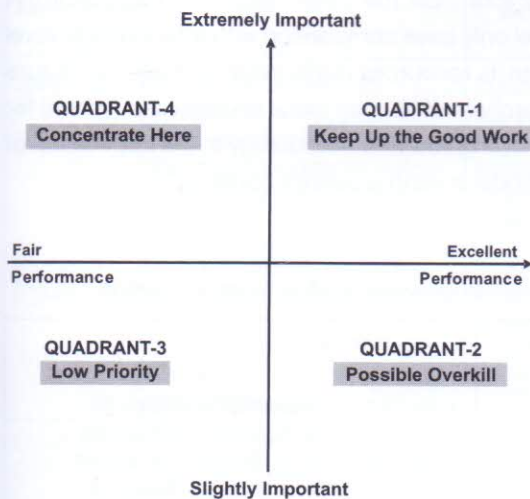 Extremely Important
QUADRANT-4
Concentrate Here
QUADRANT-1
Keep Up the Good Work
Fair
Performance
Excellent
Performance
QUADRANT-3
Low Priority
QUADRANT-2
Possible Overkill
Slightly Important